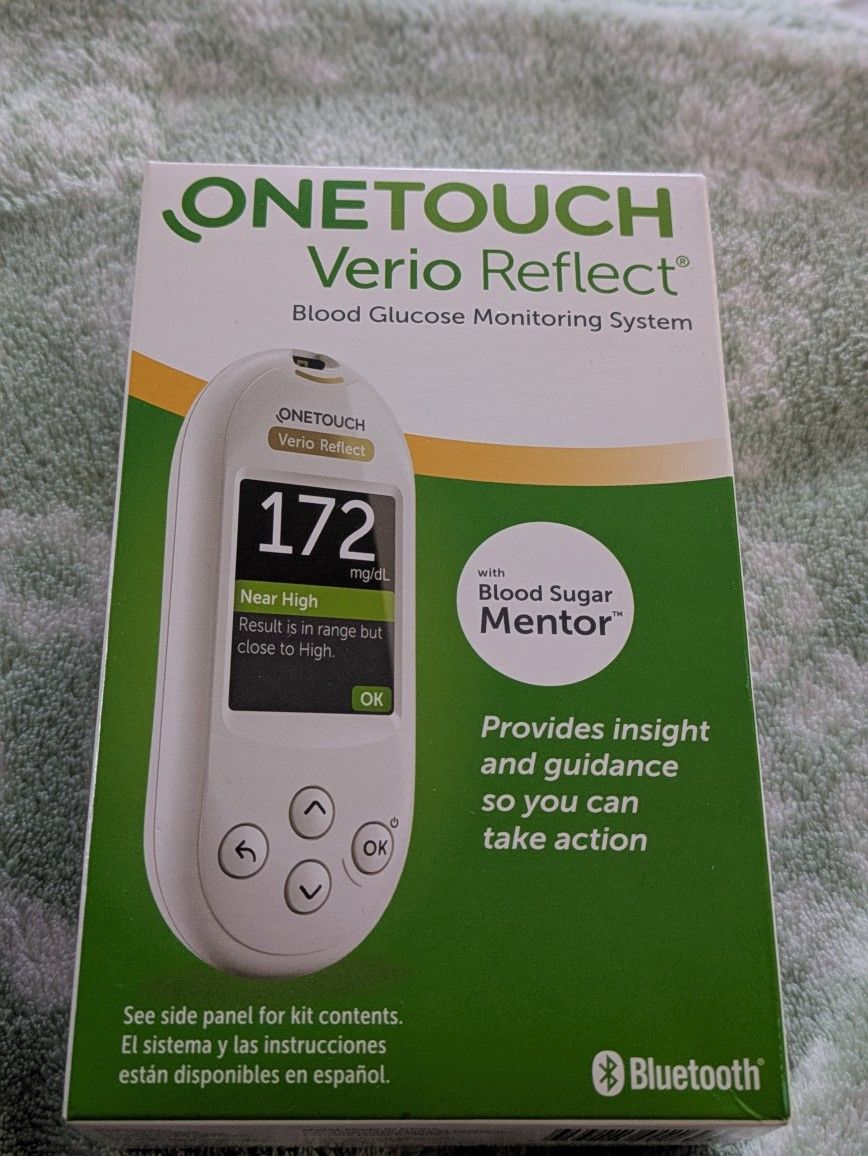 ONETOUCH
Verio Reflect®
Blood Glucose Monitoring System
ONETOUCH
Verio Reflect
172
mg/dL
Near High
Result is in range but
close to High.
OK
OK
with
Blood Sugar
Mentor™
Provides insight
and guidance
so you can
take action
See side panel for kit contents.
El sistema y las instrucciones
están disponibles en español.
Bluetooth®